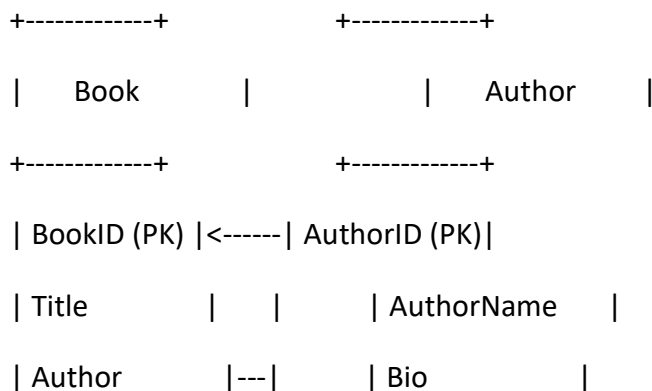 +-------------+ +-------------+
| Book | | Author |
+-------------+ +-------------+
| BookID (PK) |<------| AuthorID (PK)|
| Title | | | AuthorName |
| Author |---| | Bio |